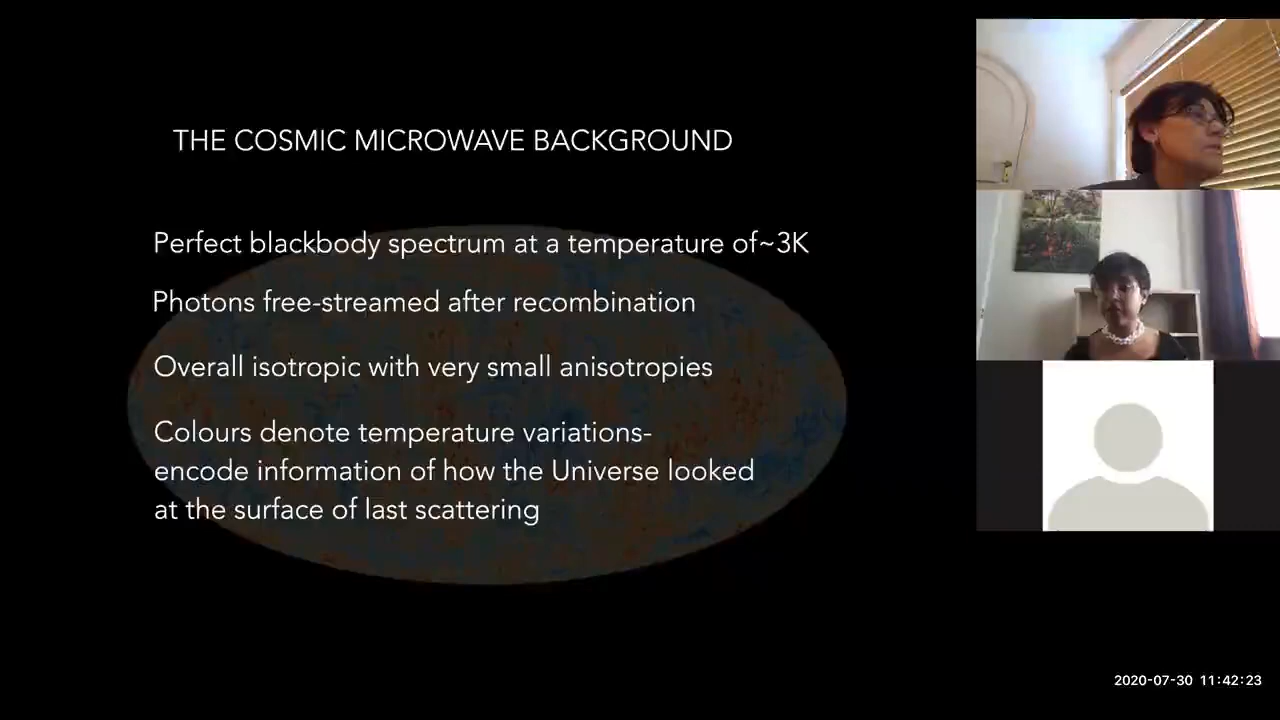 THE COSMIC MICROWAVE BACKGROUND
Perfect blackbody spectrum at a temperature of~3K
Photons free-streamed after recombination
Overall isotropic with very small anisotropies
Colours denote temperature variations-
encode information of how the Universe looked
at the surface of last scattering
2020-07-30 11:42:23